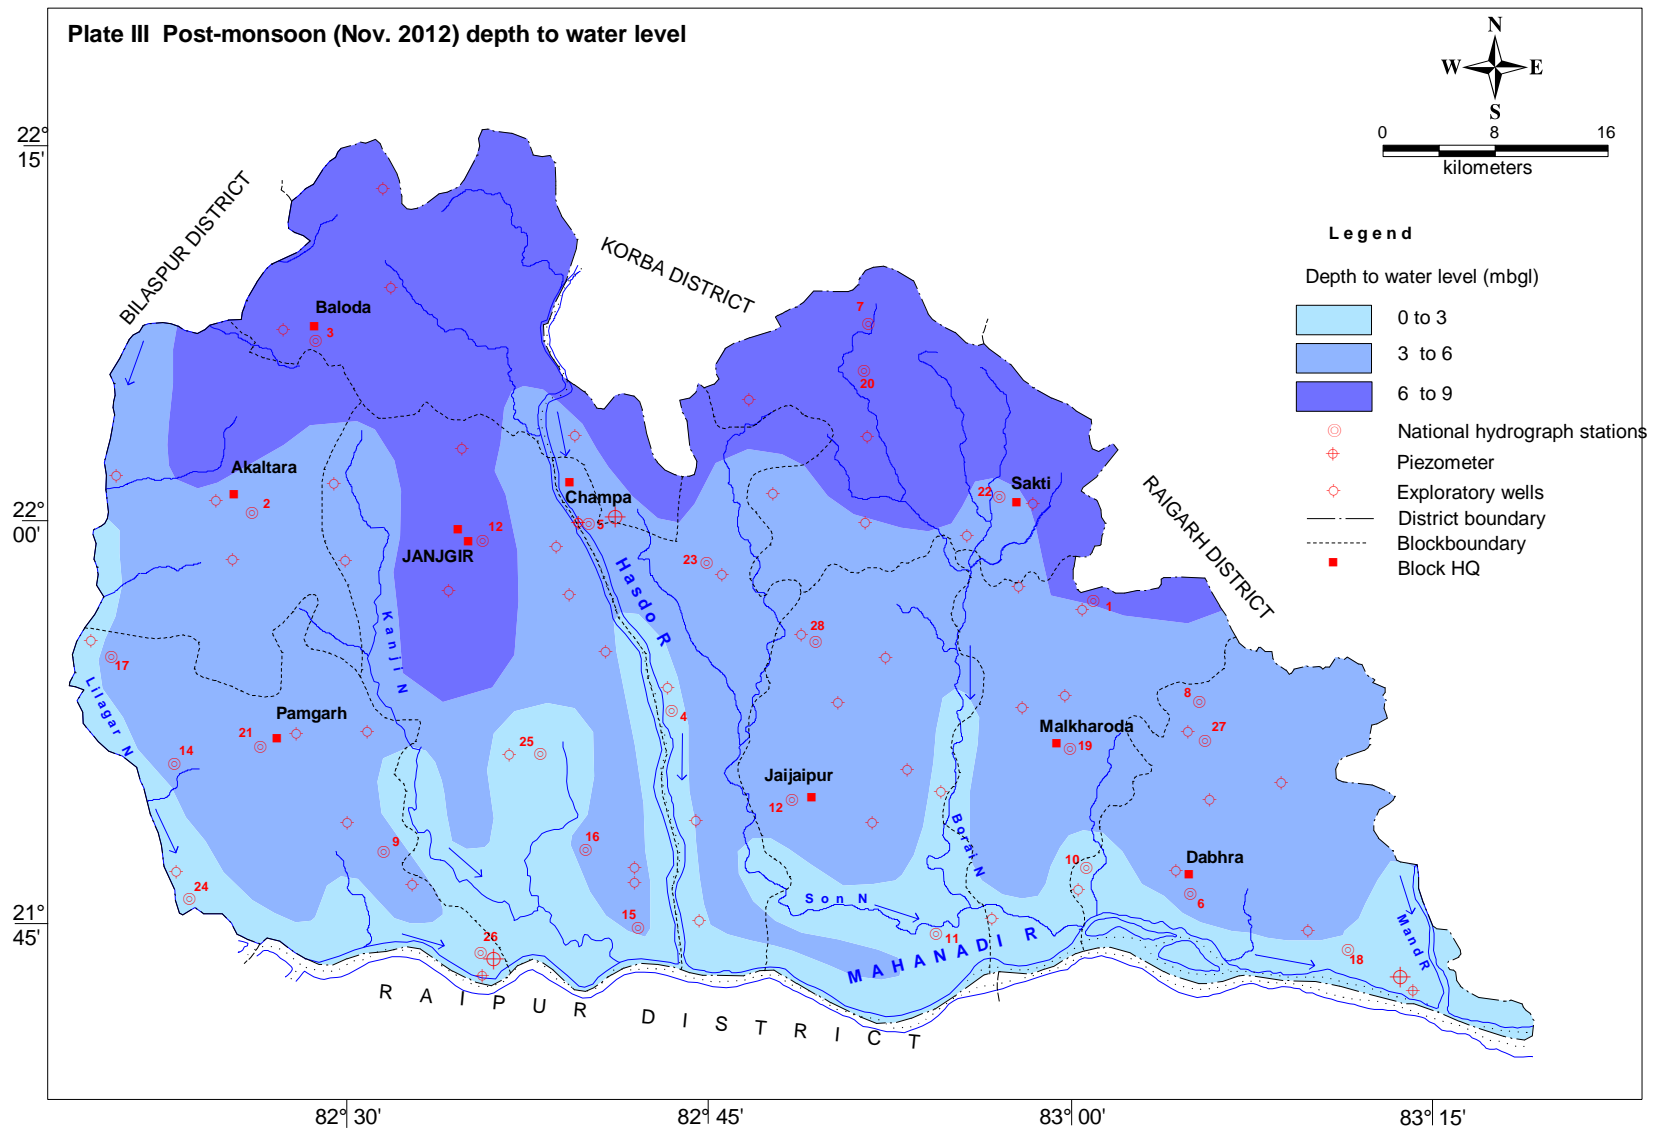 Plate III  Post-monsoon (Nov. 2012) depth to water level
N
W E
S
0 8 16
kilometers
22°
15'
BILASPUR DISTRICT
KORBA DISTRICT
Legend
Depth to water level (mbgl)
0 to 3
3 to 6
6 to 9
National hydrograph stations
Piezometer
Exploratory wells
District boundary
Blockboundary
Block HQ
7
Baloda
3
20
Akaltara
2
Sakti
22
RAIGARH DISTRICT
Champa
5
22°
00'
12
JANJGIR
23
Hasdo R
1
Kanji N
28
17
Lilagar N
8
4
Pamgarh
21
14
25
Malkharoda
19
27
Jaijaipur
12
Borai N
16
9
10
Dabhra
6
24
Son N
15
11
21°
45'
26
18
Mand R
MAHANADI R
RAIPUR DISTRICT
82° 30'
82° 45'
83° 00'
83° 15'